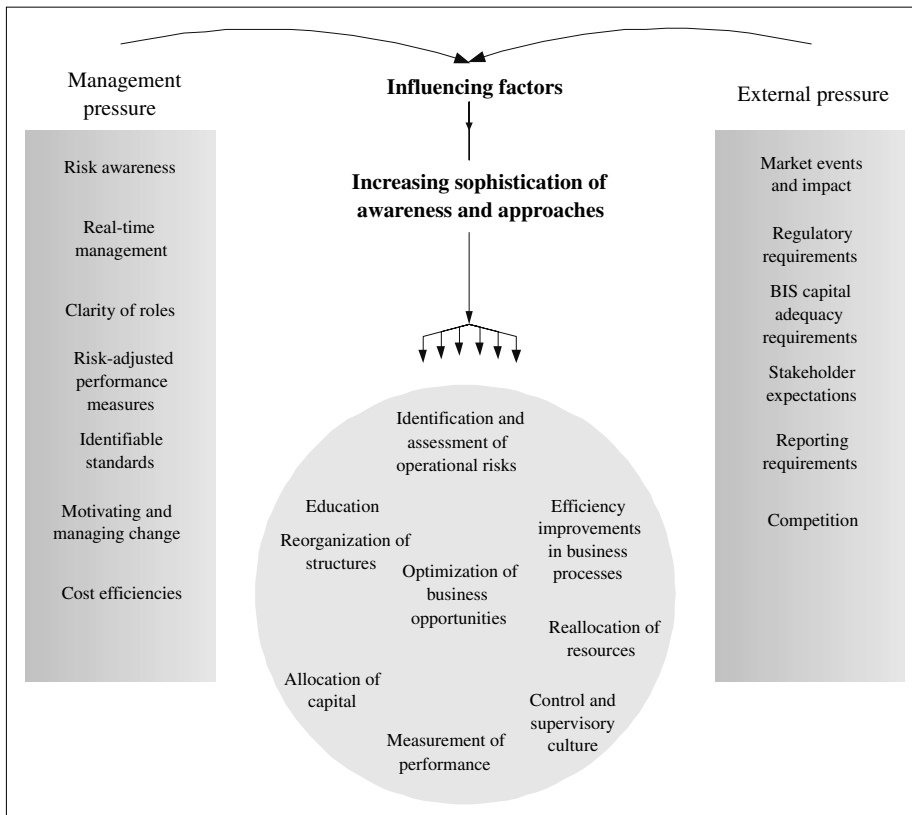 Management
pressure
Risk awareness
Real-time
management
Clarity of roles
Risk-adjusted
performance
measures
Identifiable
standards
Motivating and
managing change
Cost efficiencies
Influencing factors
Increasing sophistication of
awareness and approaches
Identification and
assessment of
operational risks
Education
Reorganization of
structures
Optimization of
business
opportunities
Efficiency
improvements
in business
processes
Reallocation of
resources
Allocation of
capital
Control and
supervisory
culture
Measurement of
performance
External pressure
Market events
and impact
Regulatory
requirements
BIS capital
adequacy
requirements
Stakeholder
expectations
Reporting
requirements
Competition